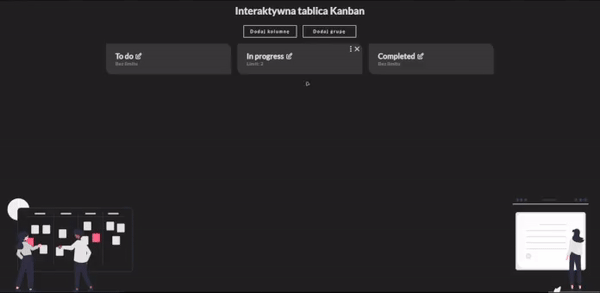 Interaktywna tablica Kanban
Dodaj kolumnę
Dodaj grupę
To do
Bez limitu
In progress
Limit: 2
Completed
Bez limitu